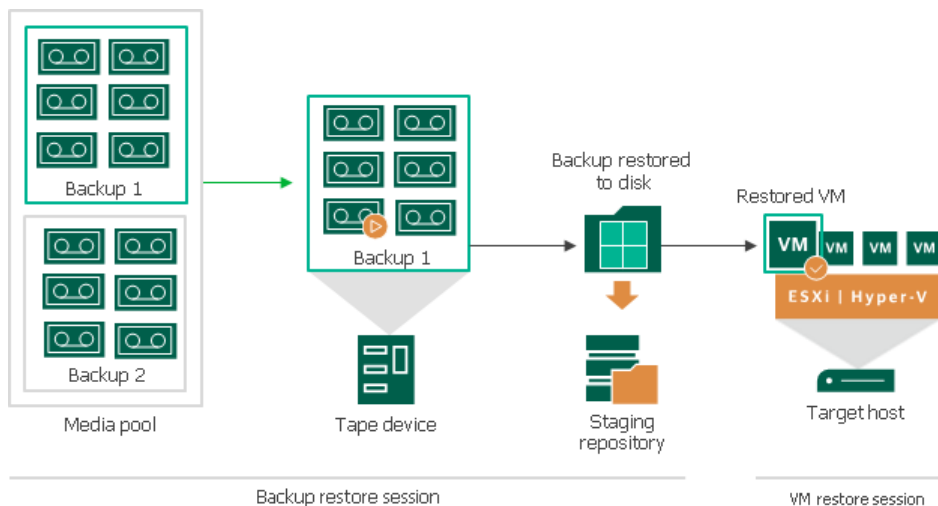 Backup 1
Backup 2
Media pool
Backup 1
Tape device
Backup restored
to disk
Staging
repository
Restored VM
VM
VM
VM
VM
ESXi | Hyper-V
Target host
Backup restore session
VM restore session